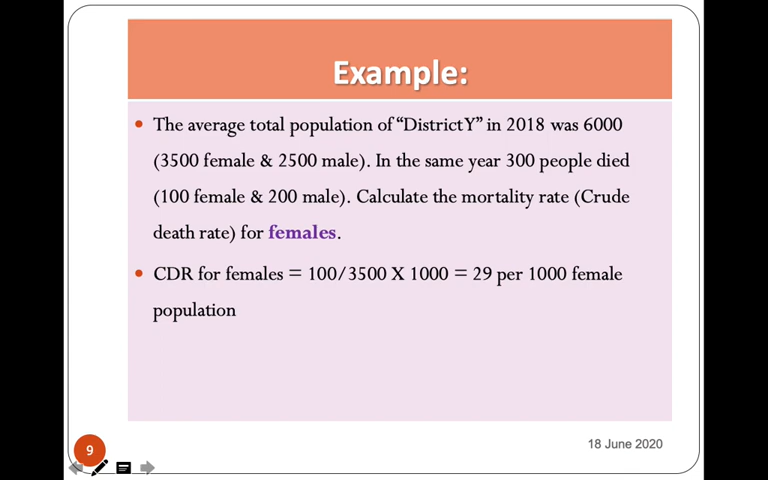 Example:
• The average total population of “District Y” in 2018 was 6000
(3500 female & 2500 male). In the same year 300 people died
(100 female & 200 male). Calculate the mortality rate (Crude
death rate) for females.
• CDR for females = 100/3500 X 1000 = 29 per 1000 female
population
9
18 June 2020